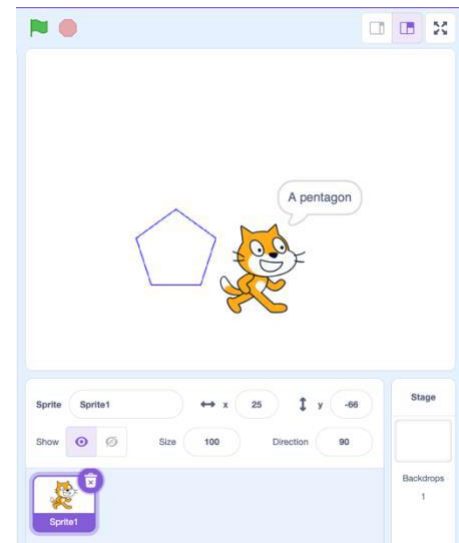 A pentagon
Sprite Sprite1 x 25 y -66
Show Size 100 Direction 90
Stage
Backdrops
1
Sprite1